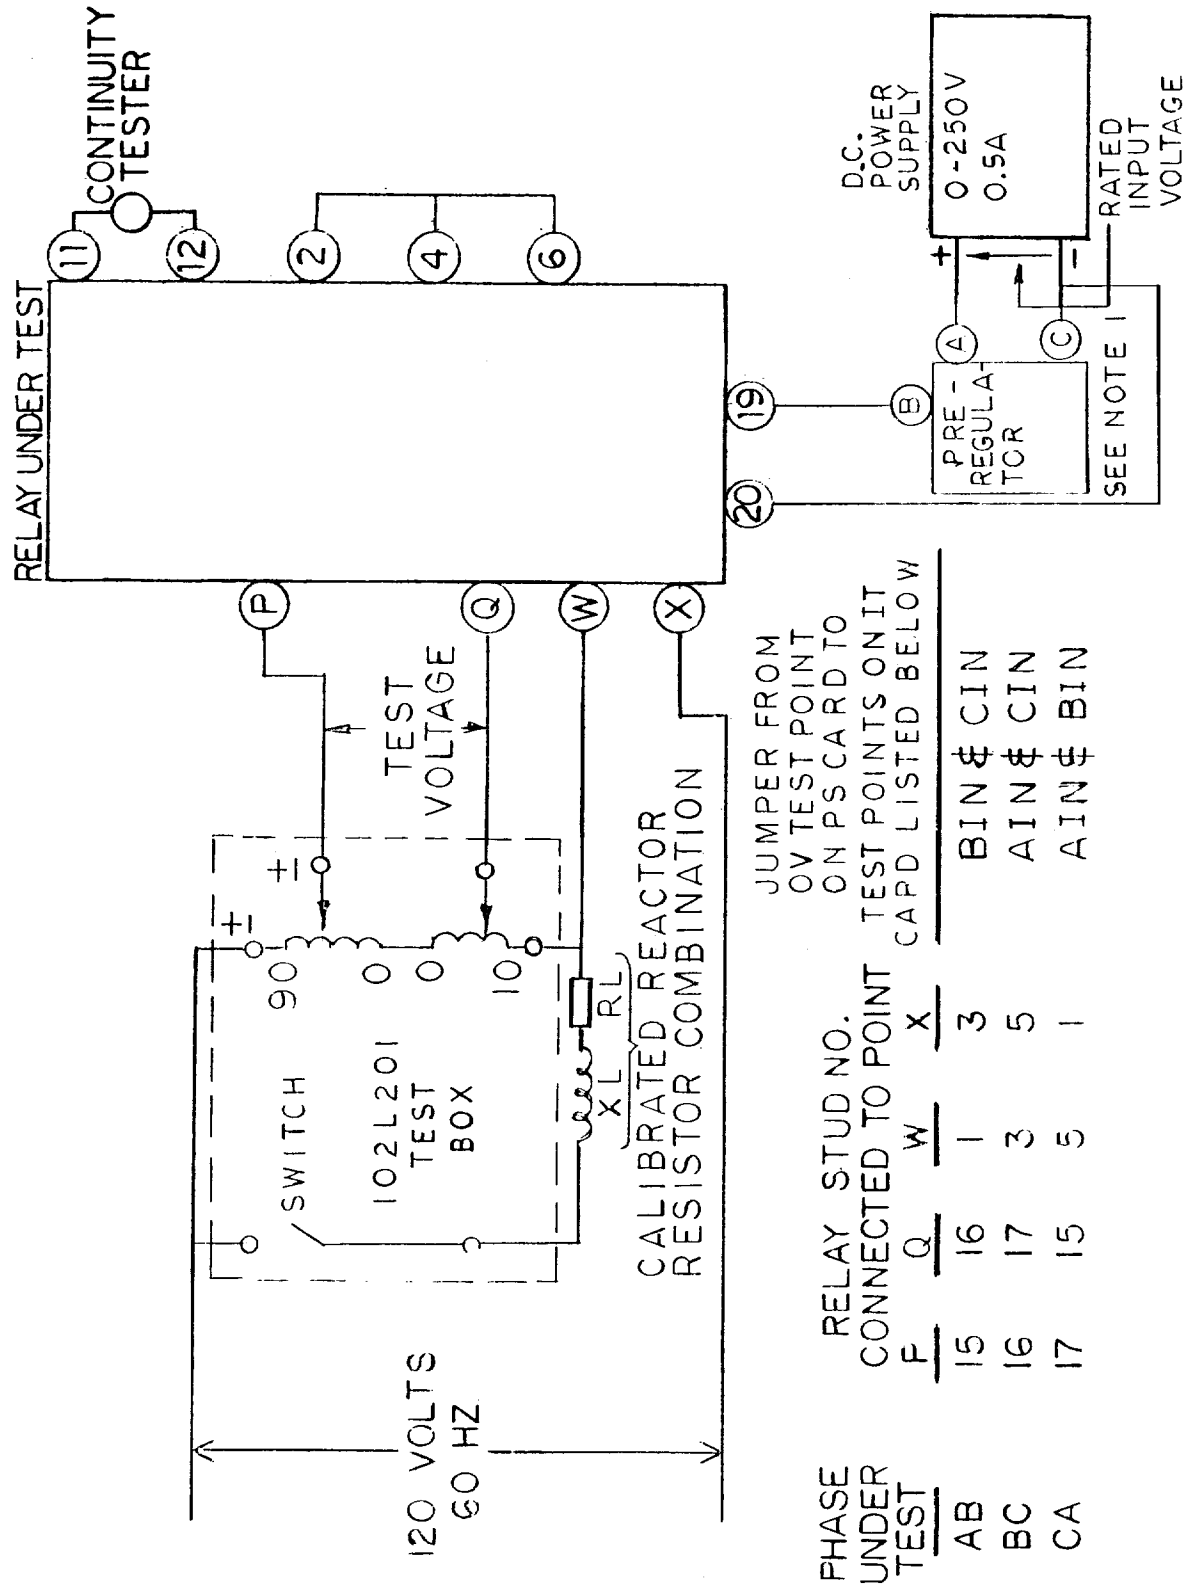 RELAY UNDER TEST
CONTINUITY
TESTER
11
12
2
4
6
P
Q
W
X
20
19
TEST
VOLTAGE
±
±
90
0
0
10
SWITCH
102L201
TEST
BOX
XL RL
CALIBRATED REACTOR
RESISTOR COMBINATION
120 VOLTS
60 HZ
D.C.
POWER
SUPPLY
0-250V
0.5A
+
-
RATED
INPUT
VOLTAGE
A
B
C
PRE-
REGULA-
TOR
SEE NOTE 1
PHASE
UNDER
TEST
RELAY STUD NO.
CONNECTED TO POINT
P Q W X
JUMPER FROM
OV TEST POINT
ON PS CARD TO
TEST POINTS ON IT
CARD LISTED BELOW
AB 15 16 1 3 BIN & CIN
BC 16 17 3 5 AIN & CIN
CA 17 15 5 1 AIN & BIN